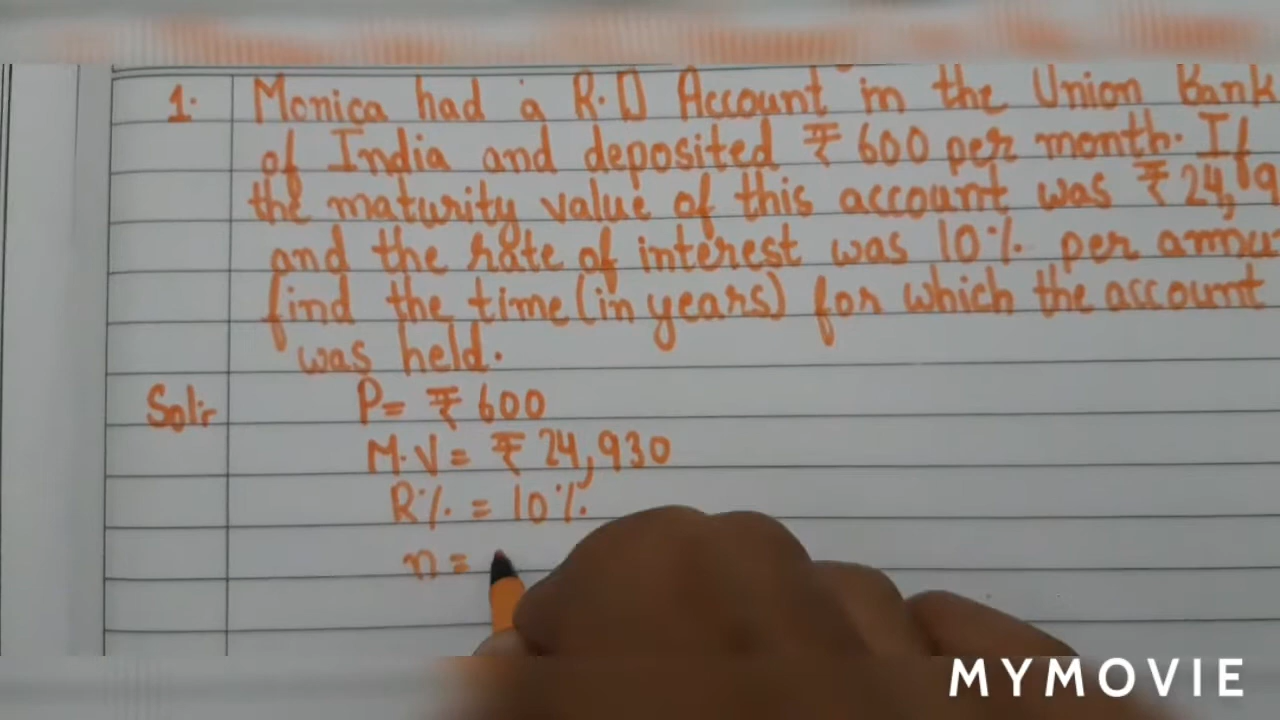 1. Monica had a R.D Account in the Union Bank
of India and deposited ₹ 600 per month. If
the maturity value of this account was ₹ 24, 9
and the rate of interest was 10% per annu
find the time (in years) for which the account
was held.
Sol:- P= ₹ 600
M.V = ₹ 24,930
R% = 10%
n =
MYMOVIE